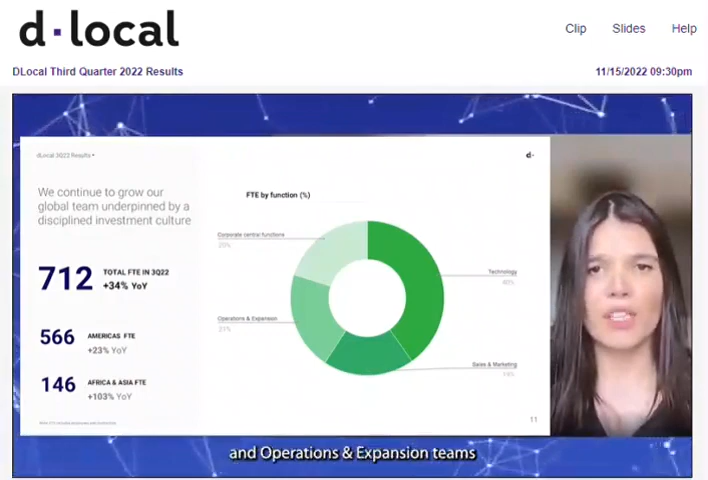 d·local
Clip Slides Help
DLocal Third Quarter 2022 Results 11/15/2022 09:30pm
dLocal 3Q22 Results
d·
We continue to grow our
global team underpinned by a
disciplined investment culture
FTE by function (%)
Corporate central functions
20%
712 TOTAL FTE IN 3Q22
+34% YoY
Technology
40%
566 AMERICAS FTE
+23% YoY
Operations & Expansion
21%
146 AFRICA & ASIA FTE
+103% YoY
Sales & Marketing
11
and Operations & Expansion teams